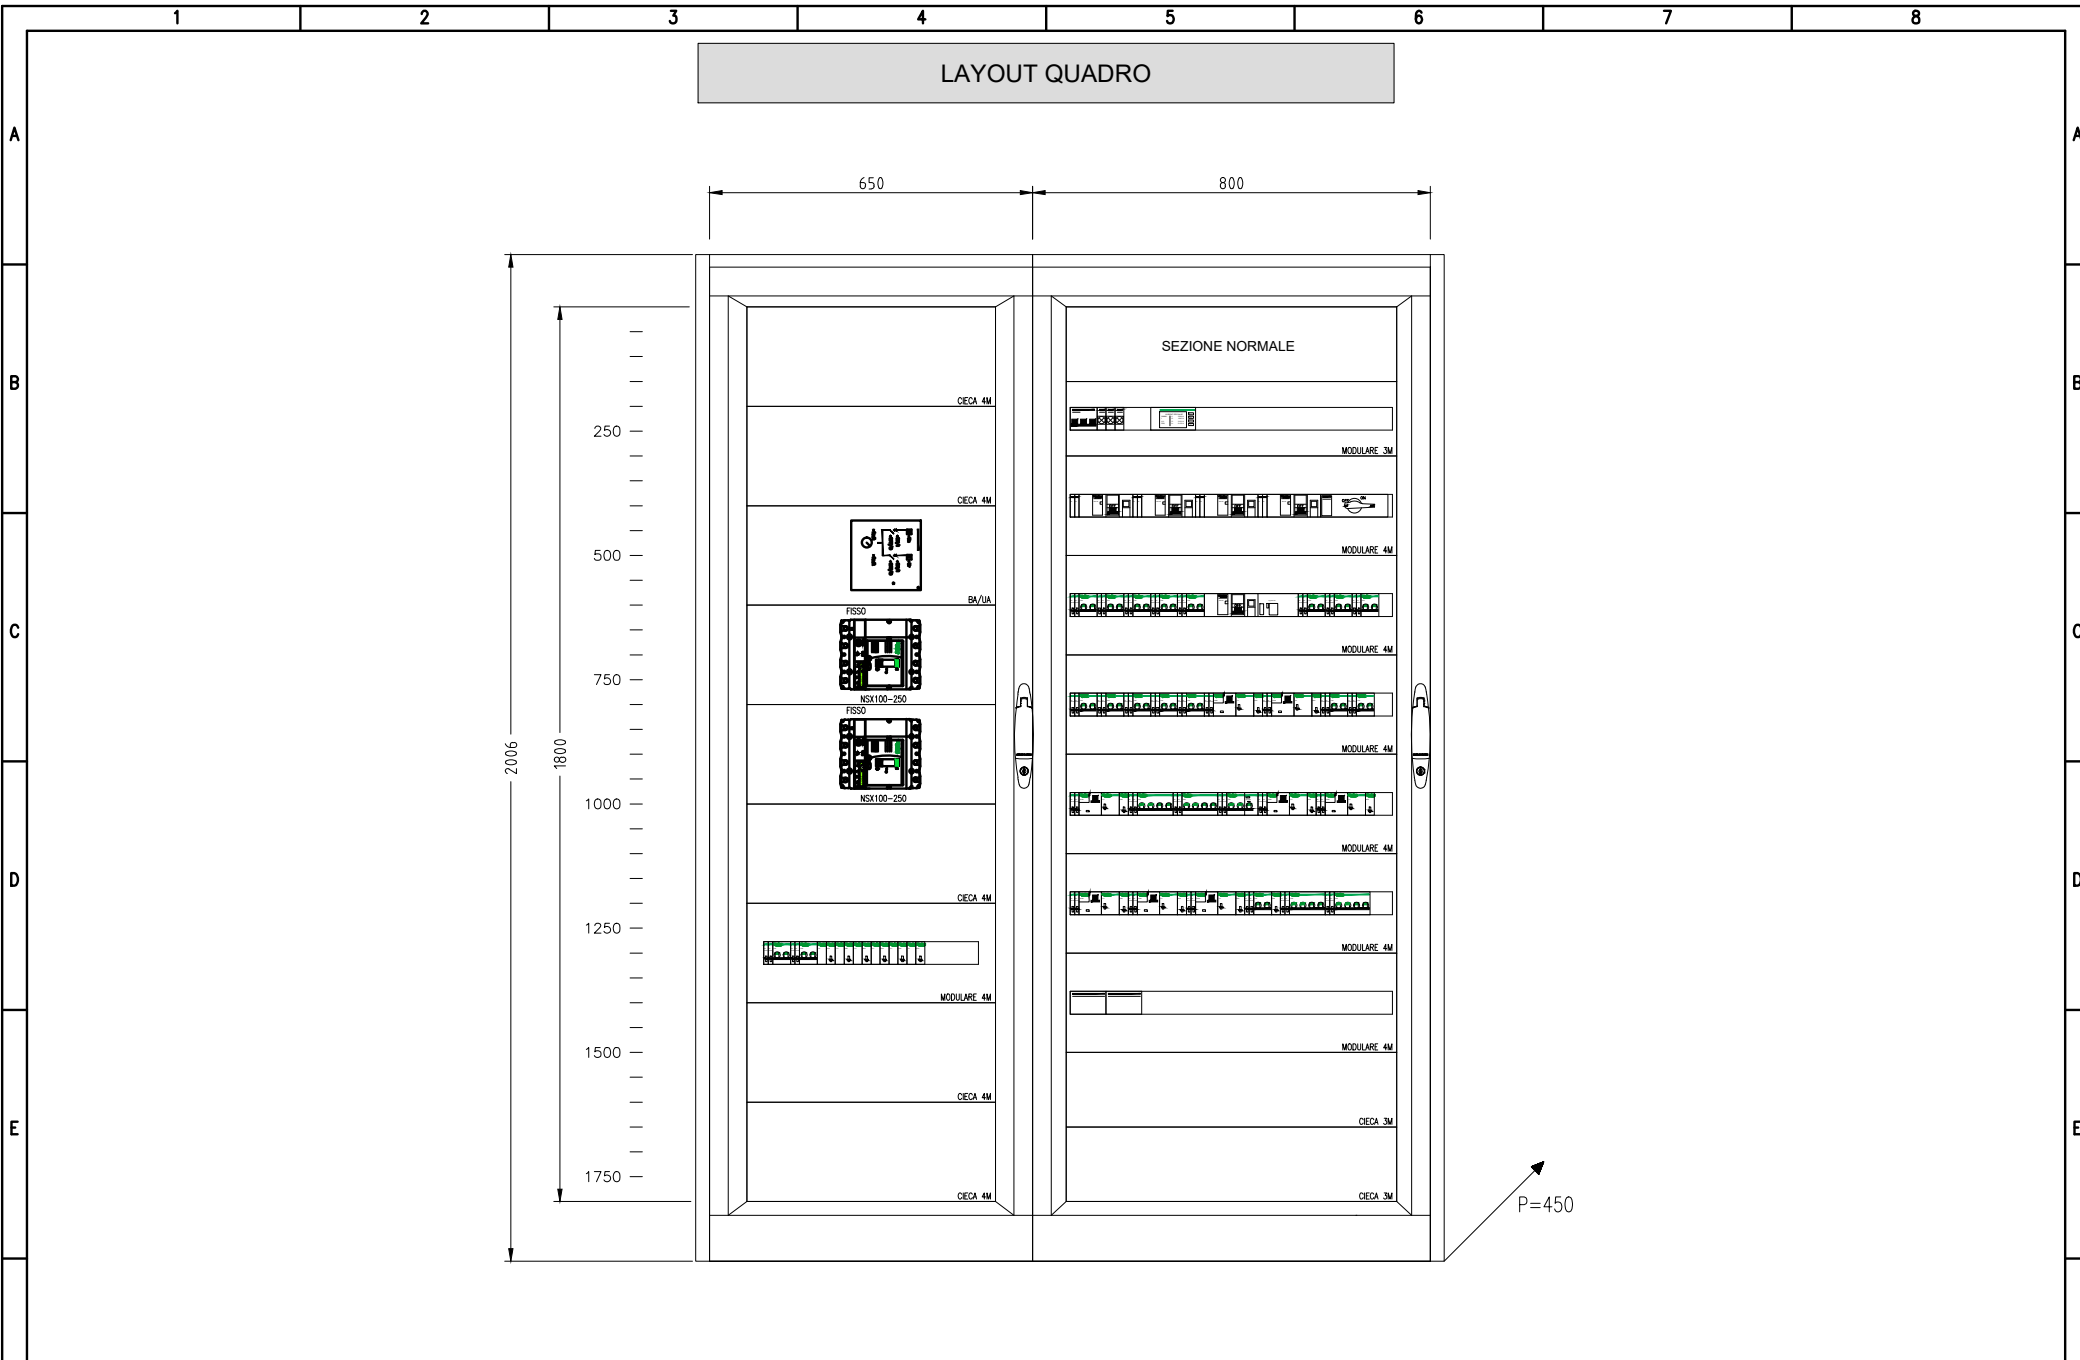 1 2 3 4 5 6 7 8
LAYOUT QUADRO
A A
650 800
SEZIONE NORMALE
B B
CIECA 4M
250
MODULARE 3M
CIECA 4M
ON
500
MODULARE 4M
BA/UA
FISSO
C C
MODULARE 4M
750
NSX100-250
FISSO
2006
1800
MODULARE 4M
1000
NSX100-250
MODULARE 4M
D D
CIECA 4M
1250
MODULARE 4M
MODULARE 4M
1500
MODULARE 4M
CIECA 4M
E E
CIECA 3M
1750
CIECA 4M
CIECA 3M
P=450